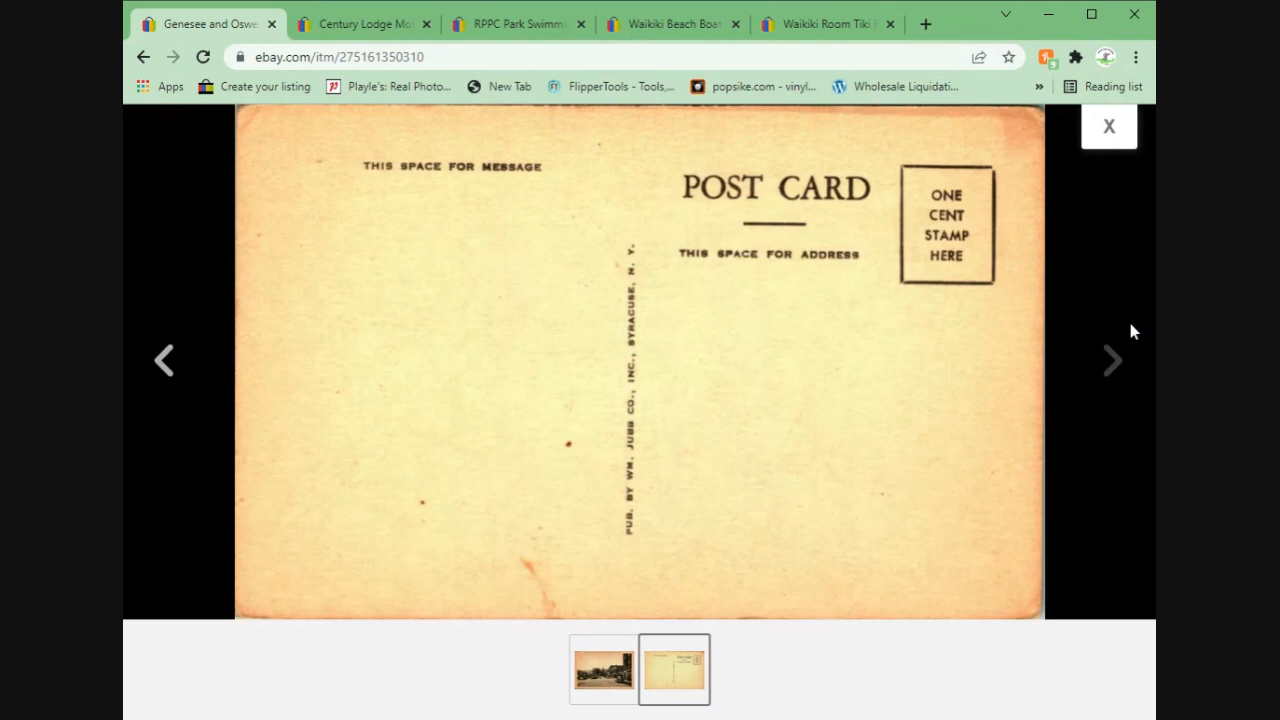 Genesee and Oswe
Century Lodge Mo
RPPC Park Swimmi
Waikiki Beach Boat
Waikiki Room Tiki
ebay.com/itm/275161350310
Apps
Create your listing
Playle's: Real Photo...
New Tab
FlipperTools - Tools,...
popsike.com - vinyl...
Wholesale Liquidati...
»
Reading list
X
THIS SPACE FOR MESSAGE
POST CARD
ONE
CENT
STAMP
HERE
THIS SPACE FOR ADDRESS
PUB. BY WM. JUBB CO., INC., SYRACUSE, N. Y.